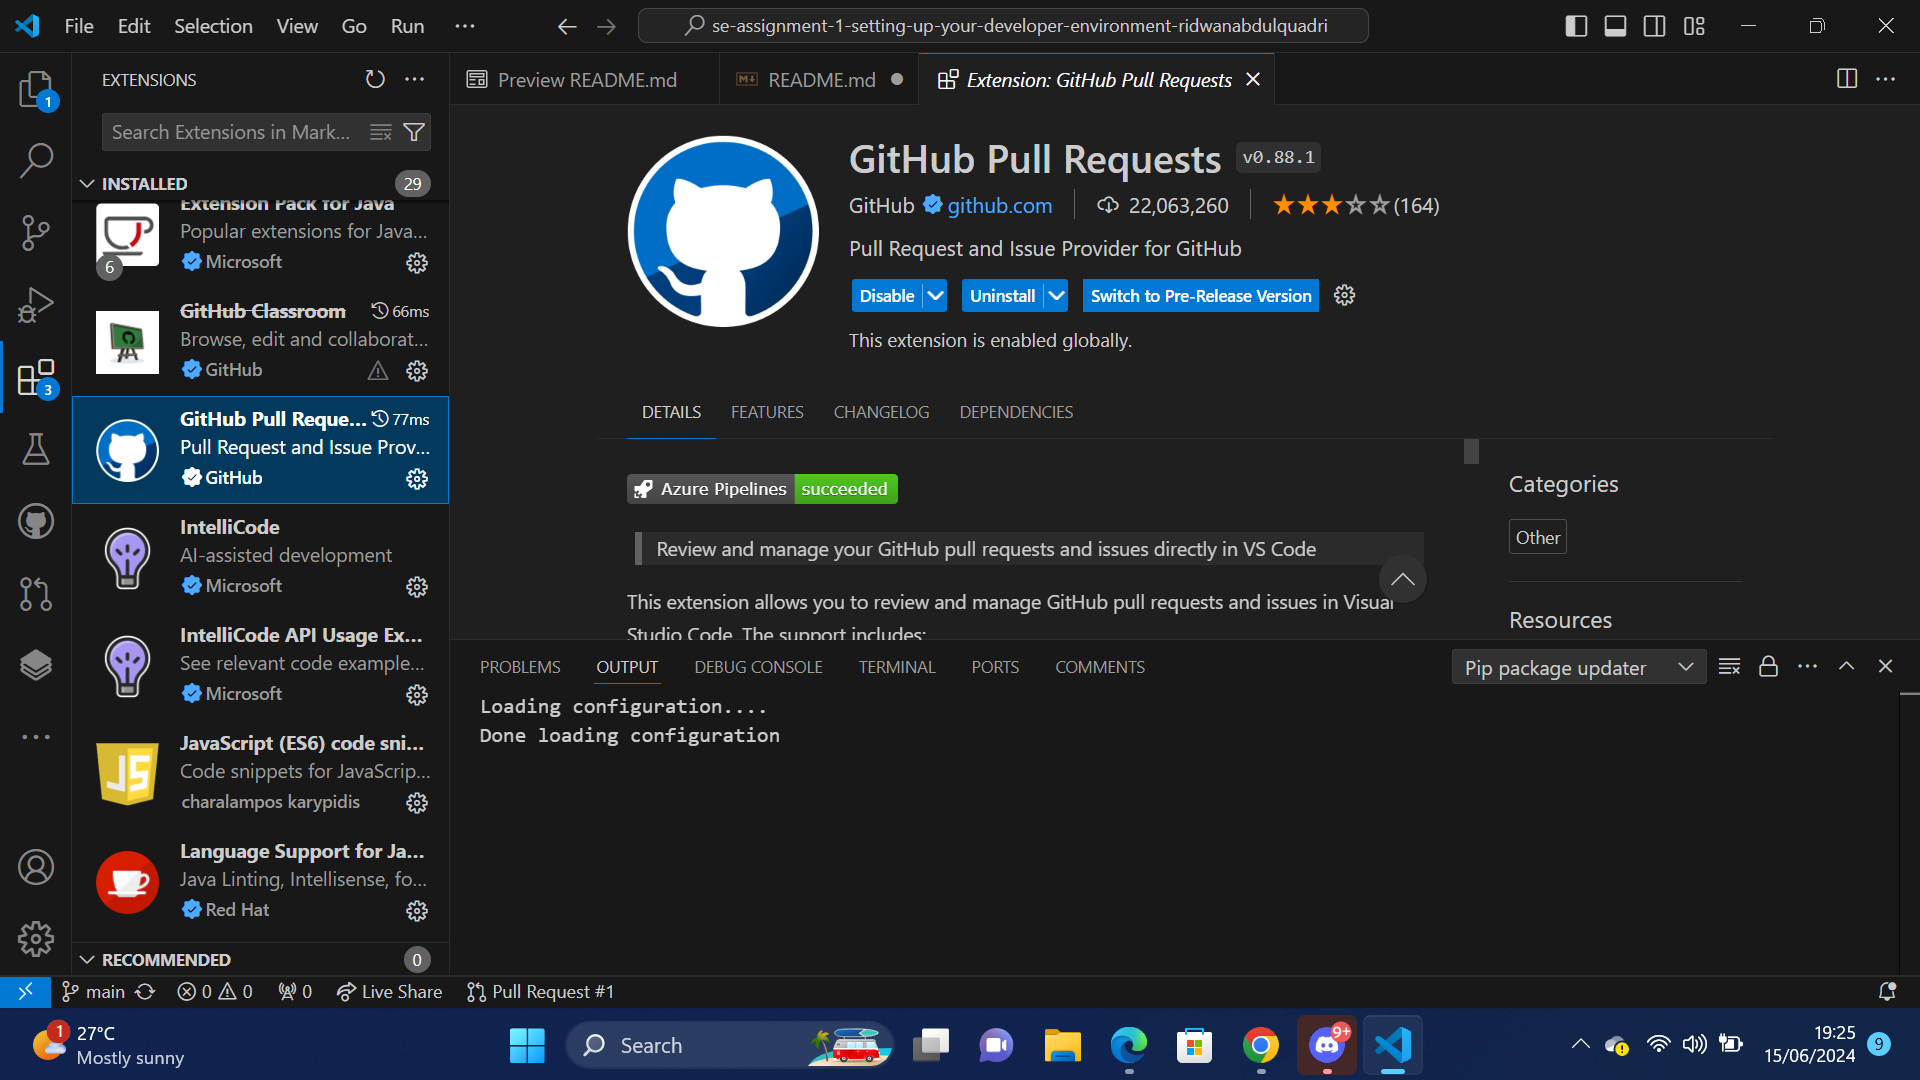 File Edit Selection View Go Run ···
se-assignment-1-setting-up-your-developer-environment-ridwanabdulquadri
1
3
EXTENSIONS
Search Extensions in Mark...
INSTALLED 29
Extension Pack for Java
Popular extensions for Java...
6
Microsoft
GitHub Classroom 66ms
Browse, edit and collaborat...
GitHub
GitHub Pull Reque... 77ms
Pull Request and Issue Prov...
GitHub
IntelliCode
AI-assisted development
Microsoft
IntelliCode API Usage Ex...
See relevant code example...
Microsoft
JS
JavaScript (ES6) code sni...
Code snippets for JavaScrip...
charalampos karypidis
Language Support for Ja...
Java Linting, Intellisense, fo...
Red Hat
RECOMMENDED 0
Preview README.md
README.md
Extension: GitHub Pull Requests
GitHub Pull Requests v0.88.1
GitHub github.com 22,063,260 (164)
Pull Request and Issue Provider for GitHub
Disable Uninstall Switch to Pre-Release Version
This extension is enabled globally.
DETAILS FEATURES CHANGELOG DEPENDENCIES
Azure Pipelines succeeded
Review and manage your GitHub pull requests and issues directly in VS Code
This extension allows you to review and manage GitHub pull requests and issues in Visual
Studio Code. The support includes:
Categories
Other
Resources
PROBLEMS OUTPUT DEBUG CONSOLE TERMINAL PORTS COMMENTS
Pip package updater
Loading configuration....
Done loading configuration
main 0 0 0 Live Share Pull Request #1
1
27°C
Mostly sunny
Search
9+
19:25
15/06/2024
9